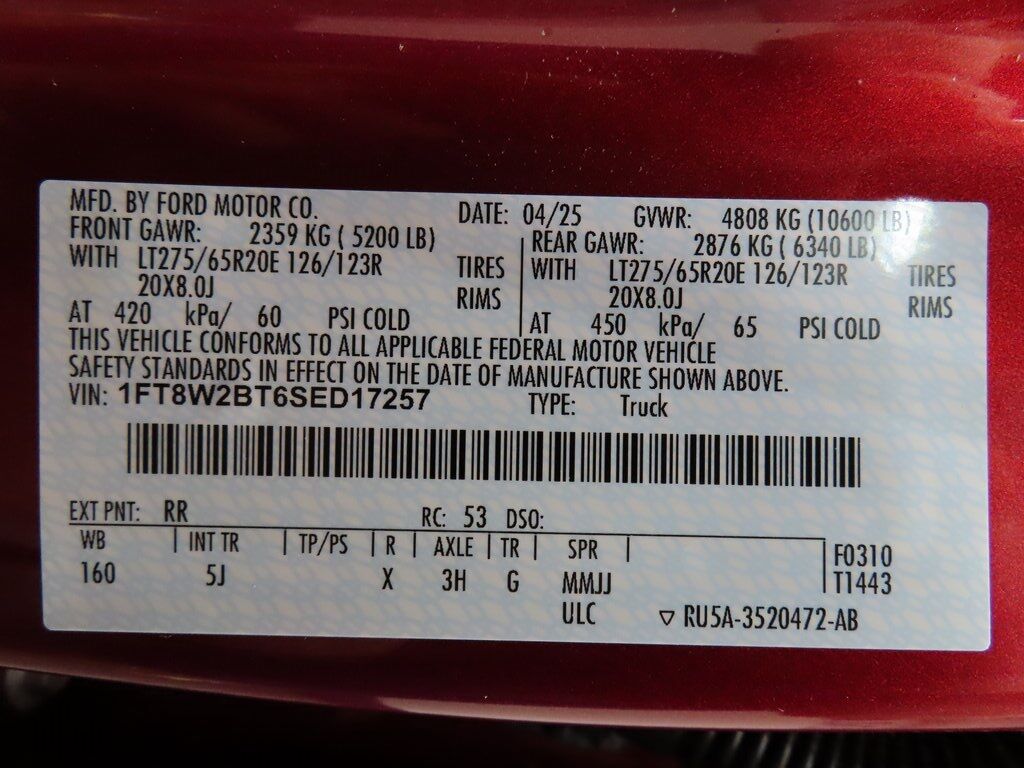 MFD. BY FORD MOTOR CO. DATE: 04/25 GVWR: 4808 KG (10600 LB)
FRONT GAWR: 2359 KG ( 5200 LB) REAR GAWR: 2876 KG ( 6340 LB)
WITH LT275/65R20E 126/123R TIRES WITH LT275/65R20E 126/123R TIRES
20X8.0J RIMS 20X8.0J RIMS
AT 420 kPa/ 60 PSI COLD AT 450 kPa/ 65 PSI COLD
THIS VEHICLE CONFORMS TO ALL APPLICABLE FEDERAL MOTOR VEHICLE
SAFETY STANDARDS IN EFFECT ON THE DATE OF MANUFACTURE SHOWN ABOVE.
VIN: 1FT8W2BT6SED17257 TYPE: Truck
EXT PNT: RR RC: 53 DSO:
WB INT TR TP/PS R AXLE TR SPR F0310
160 5J X 3H G MMJJ T1443
ULC ▽ RU5A-3520472-AB